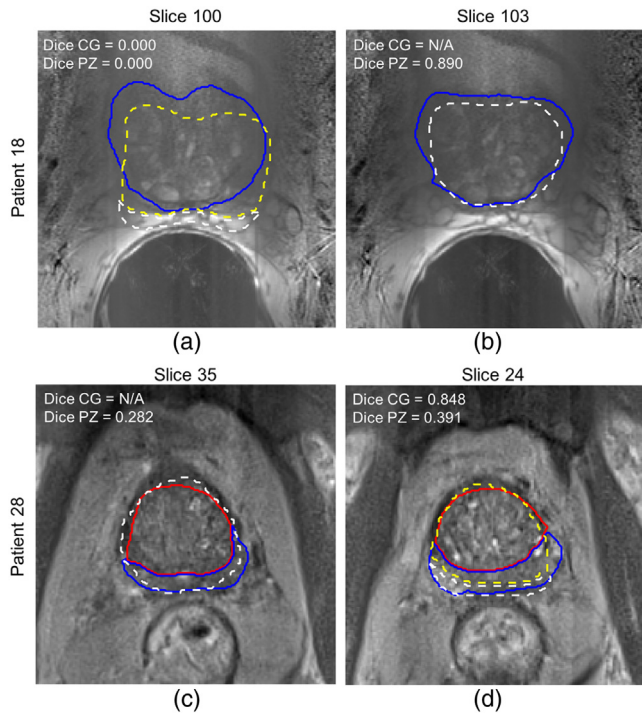 Slice 100
Slice 103
Patient 18
Dice CG = 0.000
Dice PZ = 0.000
Dice CG = N/A
Dice PZ = 0.890
(a)
(b)
Slice 35
Slice 24
Patient 28
Dice CG = N/A
Dice PZ = 0.282
Dice CG = 0.848
Dice PZ = 0.391
(c)
(d)